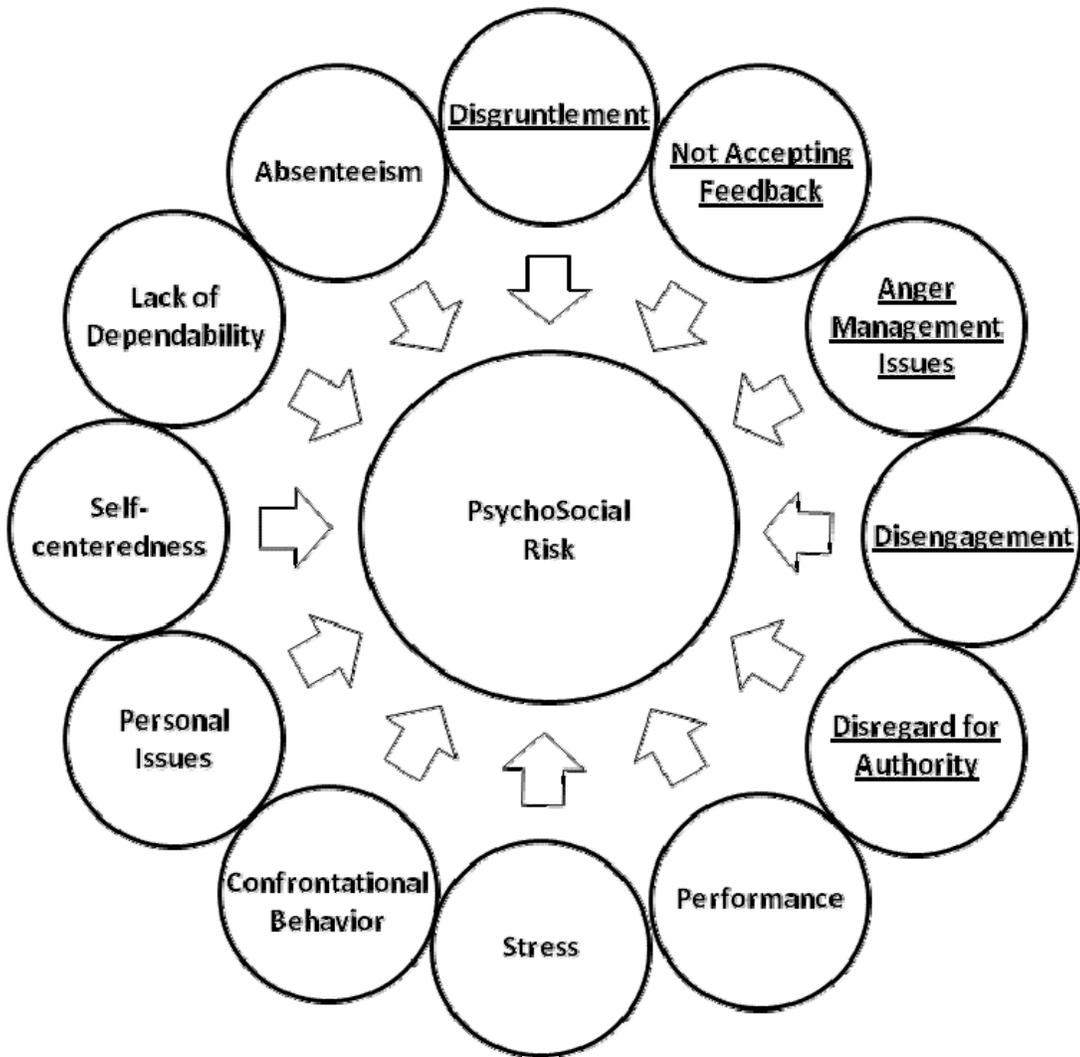 Disgruntlement
Not Accepting
Feedback
Anger
Management
Issues
Disengagement
Disregard for
Authority
Performance
Stress
Confrontational
Behavior
Personal
Issues
Self-
centeredness
Lack of
Dependability
Absenteeism
PsychoSocial
Risk